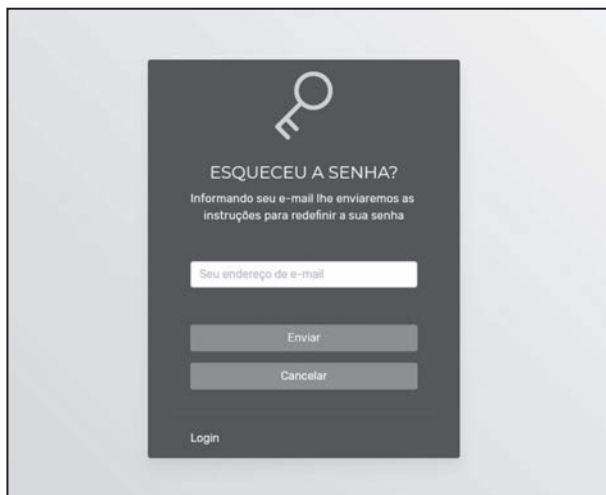 ESQUECEU A SENHA?
Informando seu e-mail lhe enviaremos as
instruções para redefinir a sua senha
Seu endereço de e-mail
Enviar
Cancelar
Login